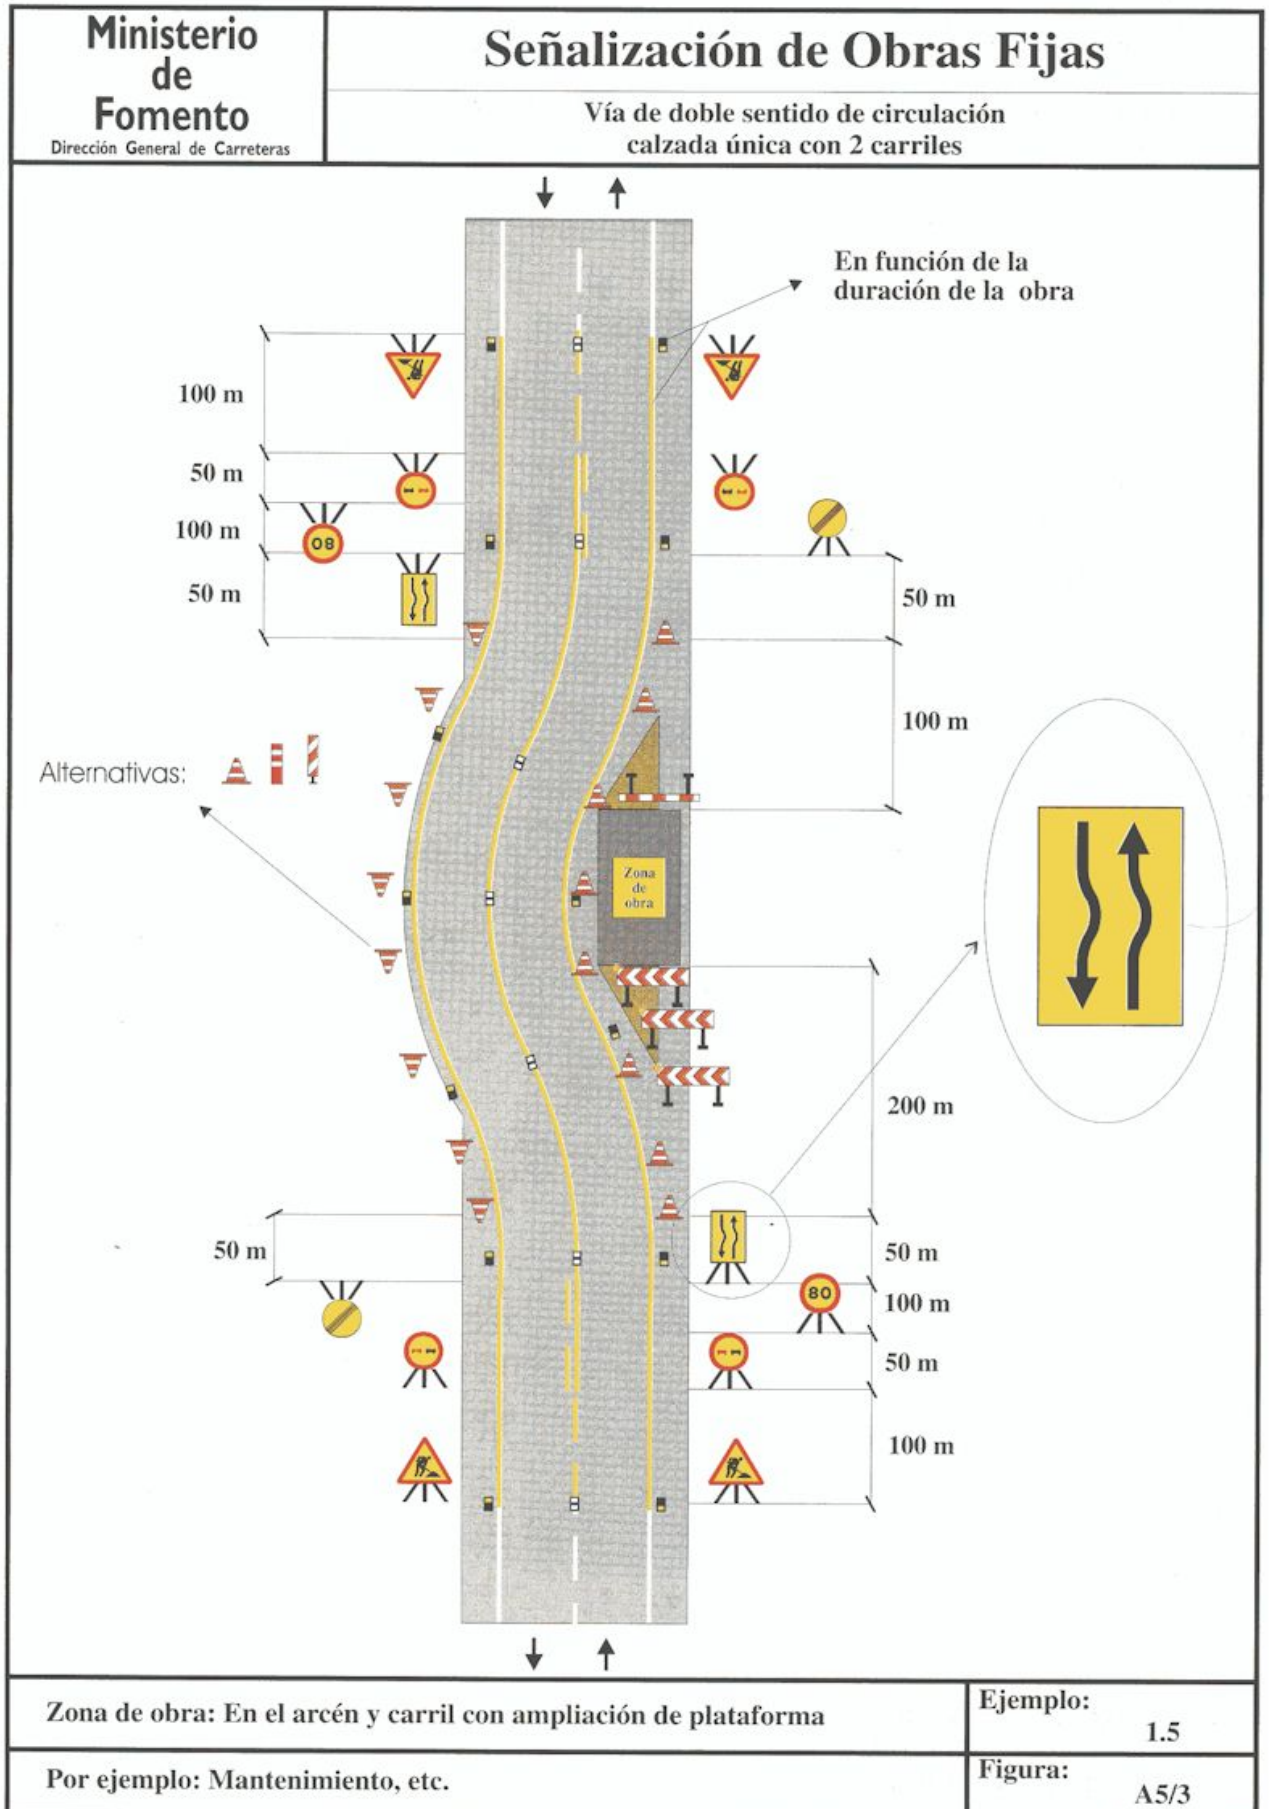 Ministerio
de
Fomento
Dirección General de Carreteras
Señalización de Obras Fijas
Vía de doble sentido de circulación
calzada única con 2 carriles
En función de la
duración de la obra
100 m
50 m
100 m
80
50 m
50 m
100 m
Alternativas:
Zona
de
obra
200 m
50 m
50 m
80
100 m
50 m
100 m
Zona de obra: En el arcén y carril con ampliación de plataforma
Ejemplo:
1.5
Por ejemplo: Mantenimiento, etc.
Figura:
A5/3